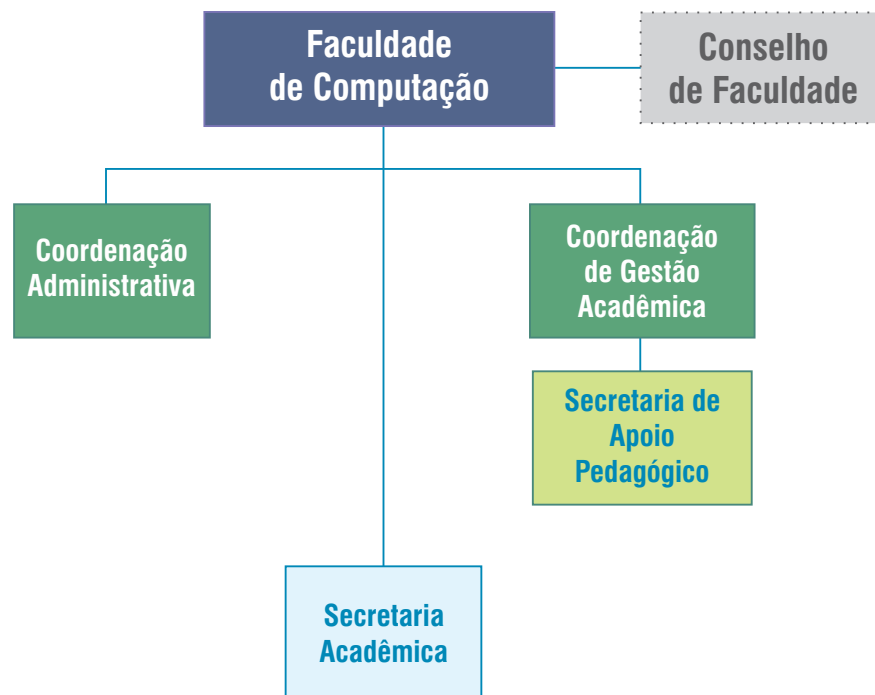 Faculdade
de Computação
Conselho
de Faculdade
Coordenação
Administrativa
Coordenação
de Gestão
Acadêmica
Secretaria de
Apoio
Pedagógico
Secretaria
Acadêmica